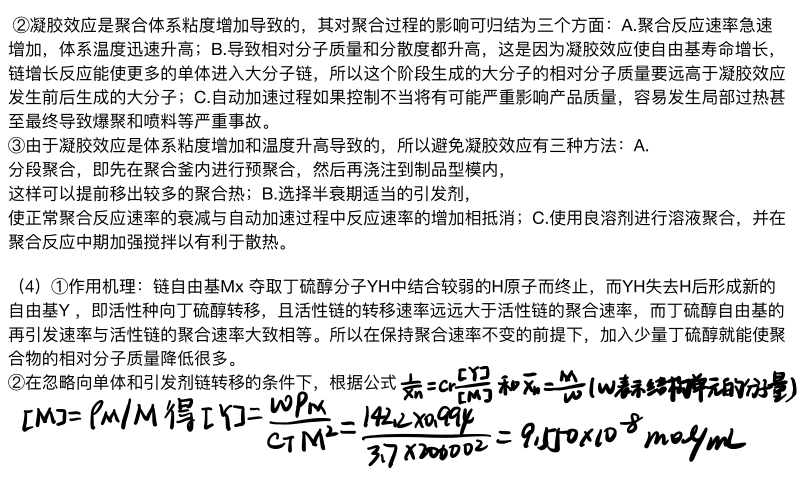 ②凝胶效应是聚合体系粘度增加导致的，其对聚合过程的影响可归结为三个方面：A.聚合反应速率急速
增加，体系温度迅速升高；B.导致相对分子质量和分散度都升高，这是因为凝胶效应使自由基寿命增长，
链增长反应能使更多的单体进入大分子链，所以这个阶段生成的大分子的相对分子质量要远高于凝胶效应
发生前后生成的大分子；C.自动加速过程如果控制不当将有可能严重影响产品质量，容易发生局部过热甚
至最终导致爆聚和喷料等严重事故。
③由于凝胶效应是体系粘度增加和温度升高导致的，所以避免凝胶效应有三种方法：A.
分段聚合，即先在聚合釜内进行预聚合，然后再浇注到制品型模内，
这样可以提前移出较多的聚合热；B.选择半衰期适当的引发剂，
使正常聚合反应速率的衰减与自动加速过程中反应速率的增加相抵消；C.使用良溶剂进行溶液聚合，并在
聚合反应中期加强搅拌以有利于散热。
（4）①作用机理：链自由基Mx 夺取丁硫醇分子YH中结合较弱的H原子而终止，而YH失去H后形成新的
自由基Y ，即活性种向丁硫醇转移，且活性链的转移速率远远大于活性链的聚合速率，而丁硫醇自由基的
再引发速率与活性链的聚合速率大致相等。所以在保持聚合速率不变的前提下，加入少量丁硫醇就能使聚
合物的相对分子质量降低很多。
②在忽略向单体和引发剂链转移的条件下，根据公式 1/X̄n = CT [Y]/[M] 和 X̄n = M/W (W表示结构单元的分子量)
[M] = ρM/M 得 [Y] = WρM/CTM² = 142.2×0.994/3.7×200002 = 9.550×10⁻⁸ mol/mL